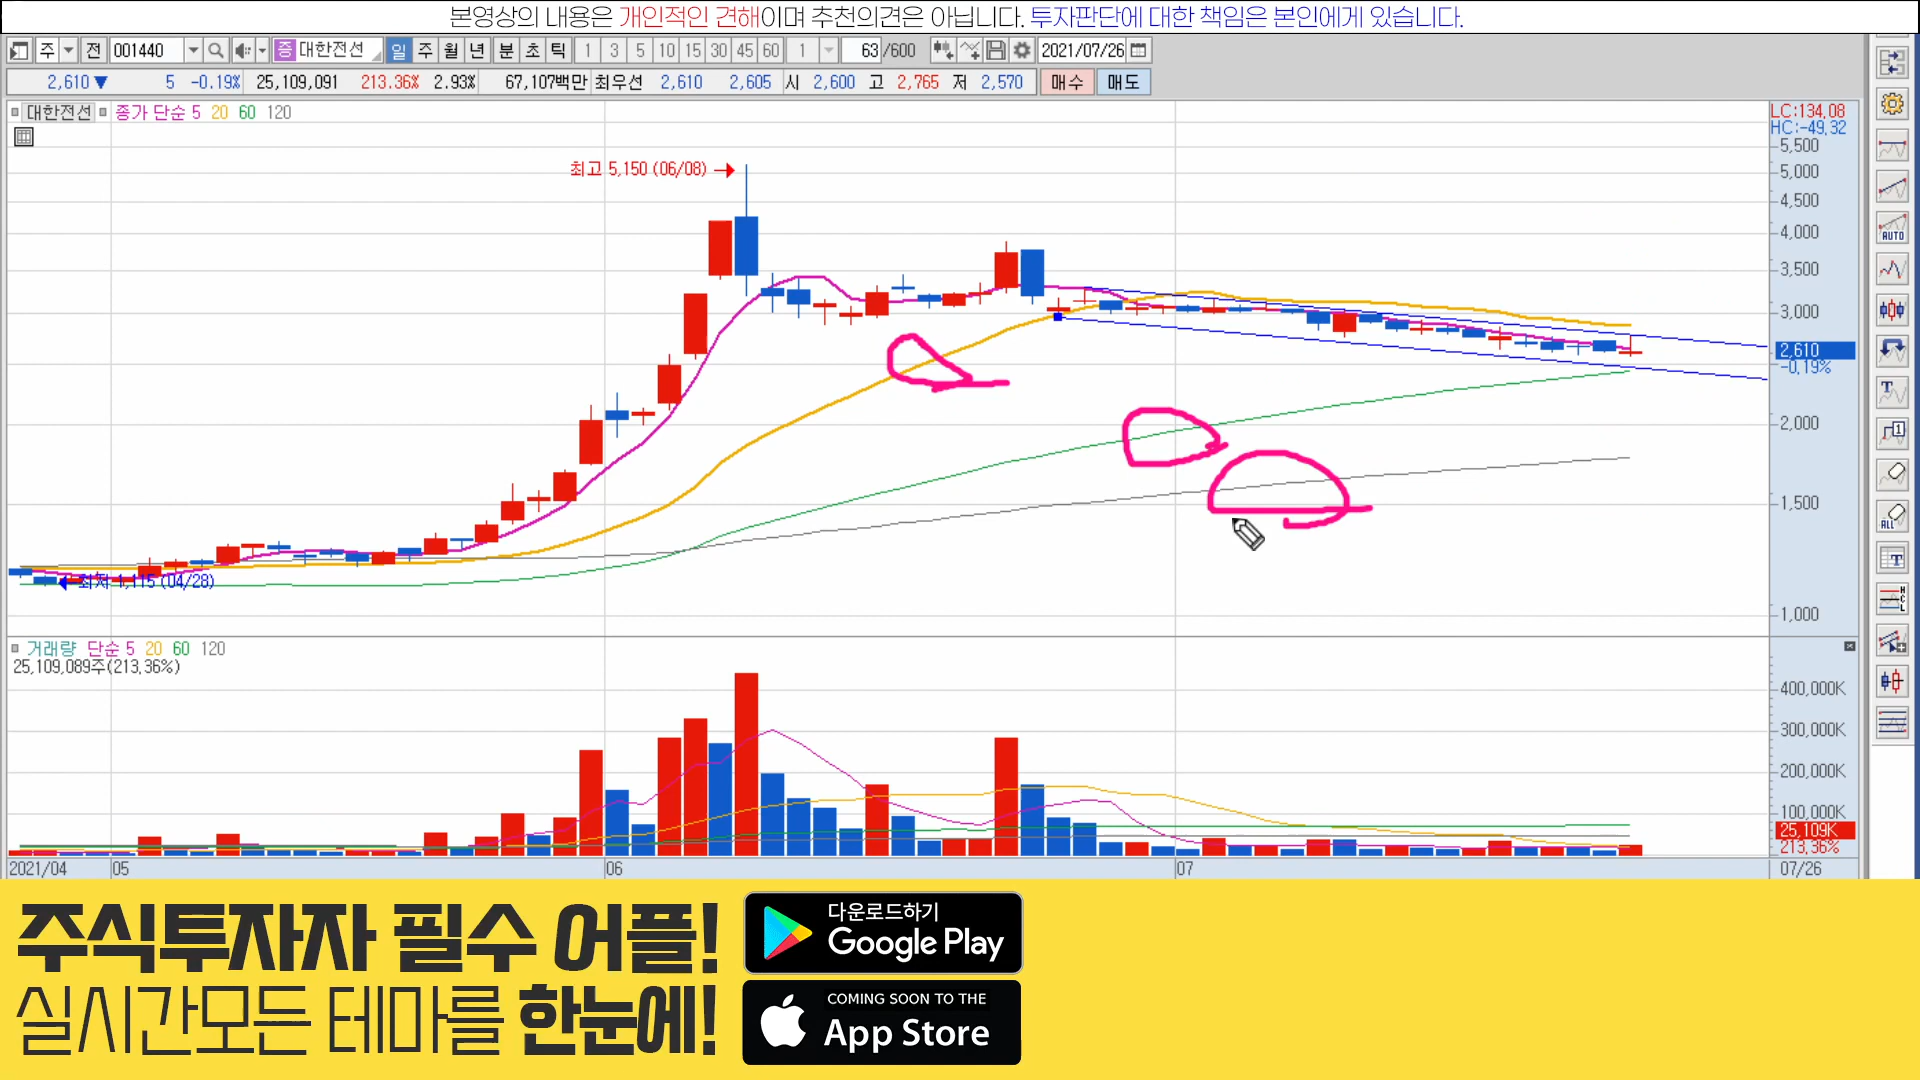 본영상의 내용은 개인적인 견해이며 추천의견은 아닙니다. 투자판단에 대한 책임은 본인에게 있습니다.
주 전 001440 증 대한전선 일 주 월 년 분 초 틱 1 3 5 10 15 30 45 60 1 63 /600 2021/07/26
2,610 ▼ 5 -0.19% 25,109,091 213.36% 2.93% 67,107백만 최우선 2,610 2,605 시 2,600 고 2,765 저 2,570 매수 매도
대한전선 종가 단순 5 20 60 120
LC:134.08
HC:-49.32
5,500
최고 5,150 (06/08)
5,000
4,500
4,000
3,500
3,000
2,610
-0.19%
2,000
1,500
최저 1,115 (04/28)
1,000
거래량 단순 5 20 60 120
25,109,089주(213.36%)
400,000K
300,000K
200,000K
100,000K
25,109K
213.36%
2021/04 05 06 07 07/26
AUTO
T
1
ALL
T
H
C
L
주식투자자 필수 어플!
실시간모든 테마를 한눈에!
다운로드하기
Google Play
COMING SOON TO THE
App Store